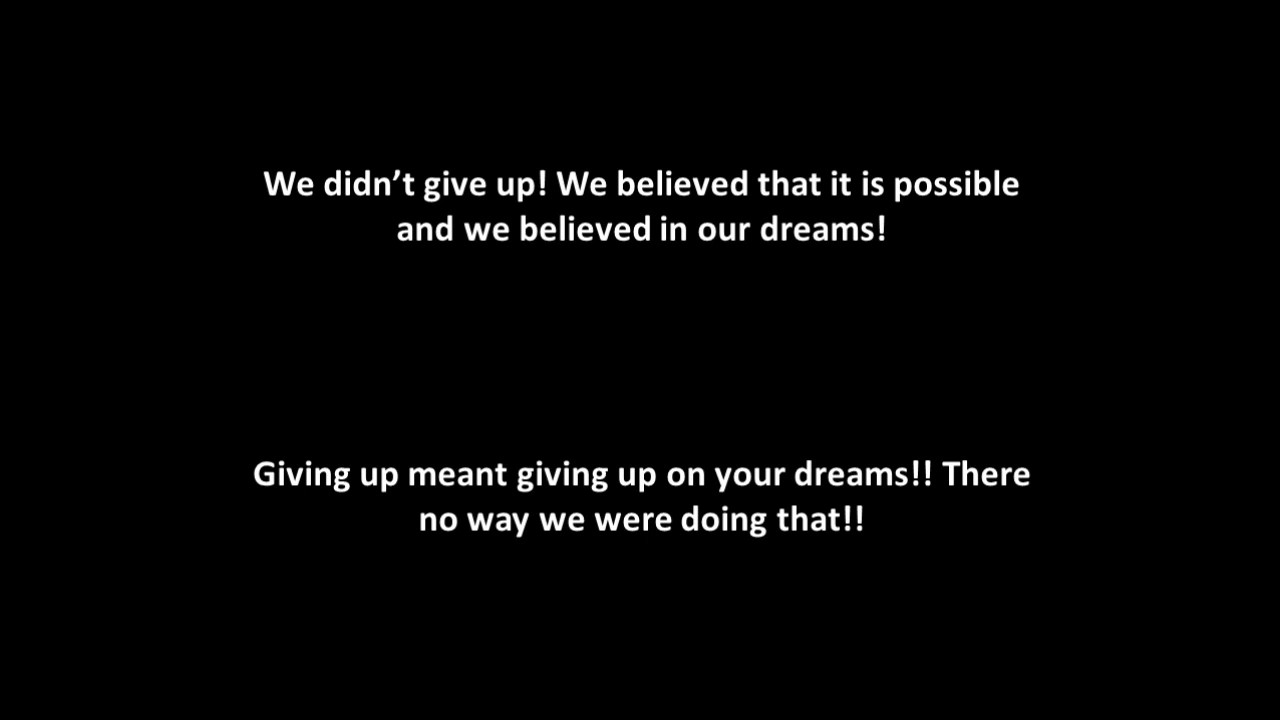 We didn’t give up! We believed that it is possible
and we believed in our dreams!
Giving up meant giving up on your dreams!! There
no way we were doing that!!